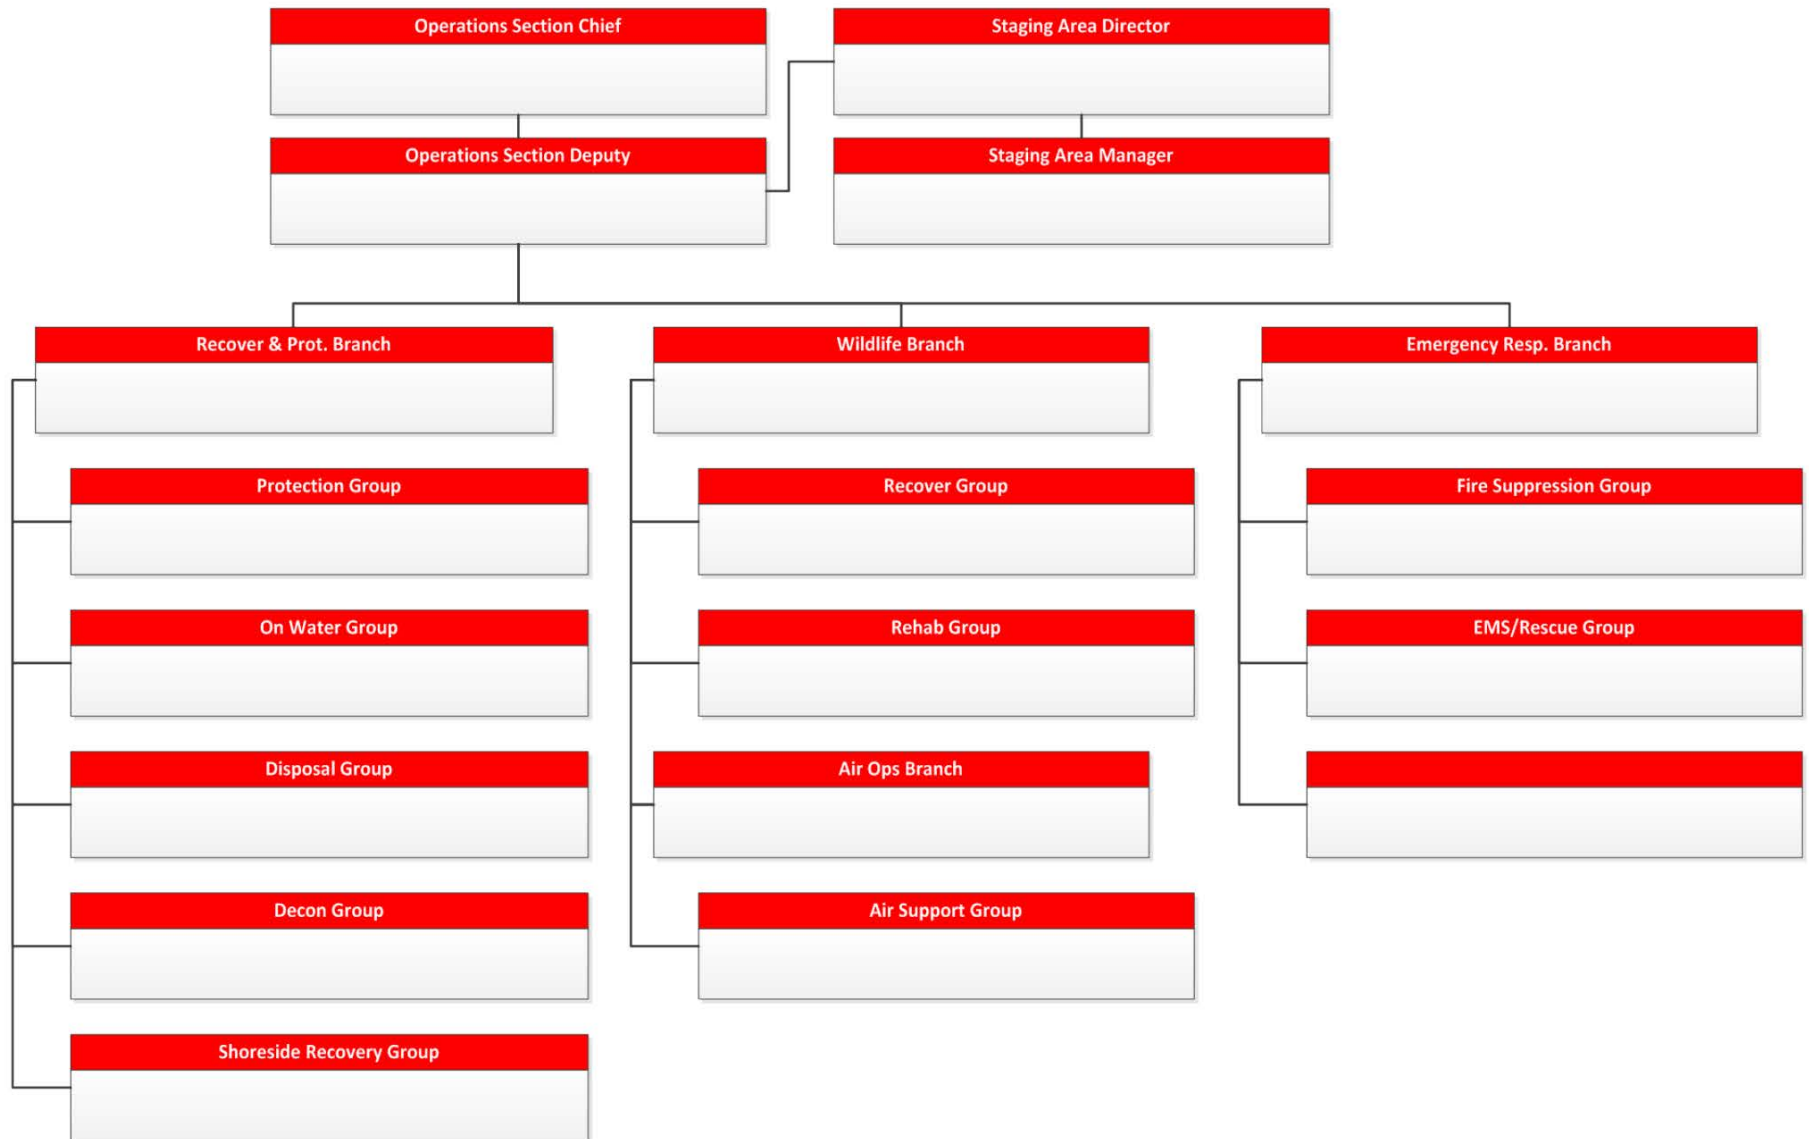 Operations Section Chief
Staging Area Director
Operations Section Deputy
Staging Area Manager
Recover & Prot. Branch
Wildlife Branch
Emergency Resp. Branch
Protection Group
Recover Group
Fire Suppression Group
On Water Group
Rehab Group
EMS/Rescue Group
Disposal Group
Air Ops Branch
Decon Group
Air Support Group
Shoreside Recovery Group